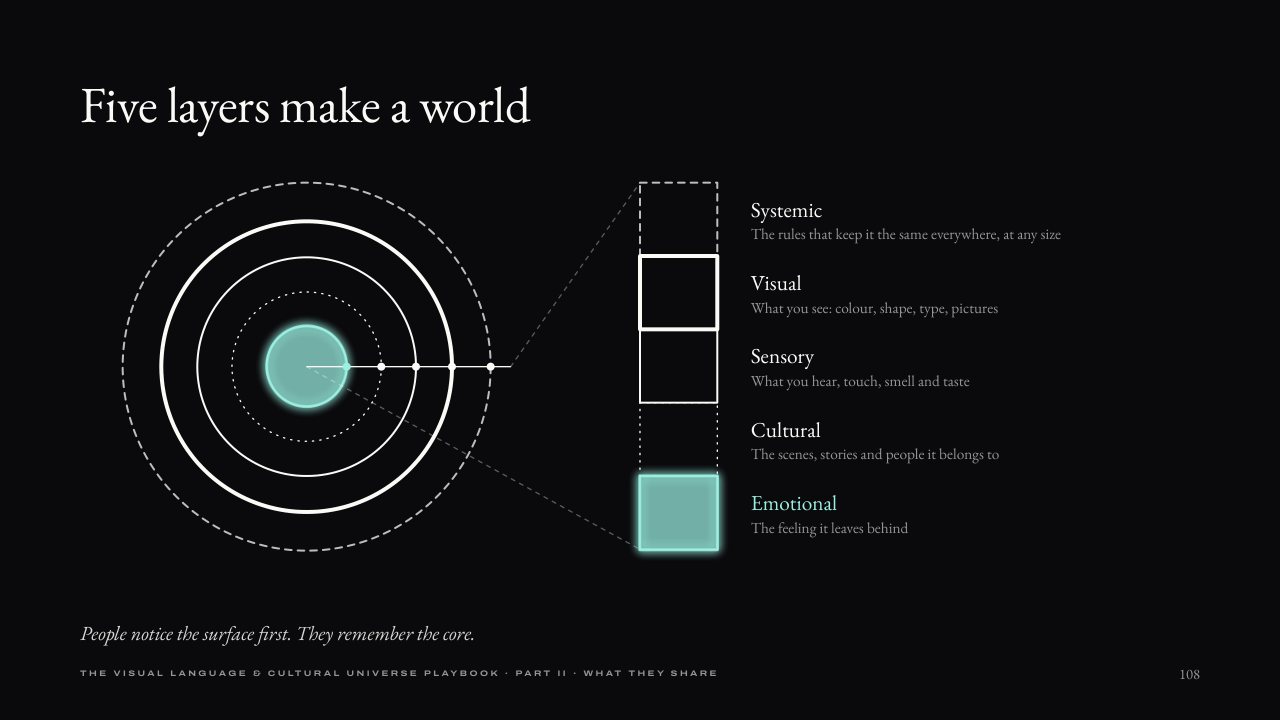 Five layers make a world
Systemic
The rules that keep it the same everywhere, at any size
Visual
What you see: colour, shape, type, pictures
Sensory
What you hear, touch, smell and taste
Cultural
The scenes, stories and people it belongs to
Emotional
The feeling it leaves behind
People notice the surface first. They remember the core.
THE VISUAL LANGUAGE & CULTURAL UNIVERSE PLAYBOOK · PART II · WHAT THEY SHARE
108